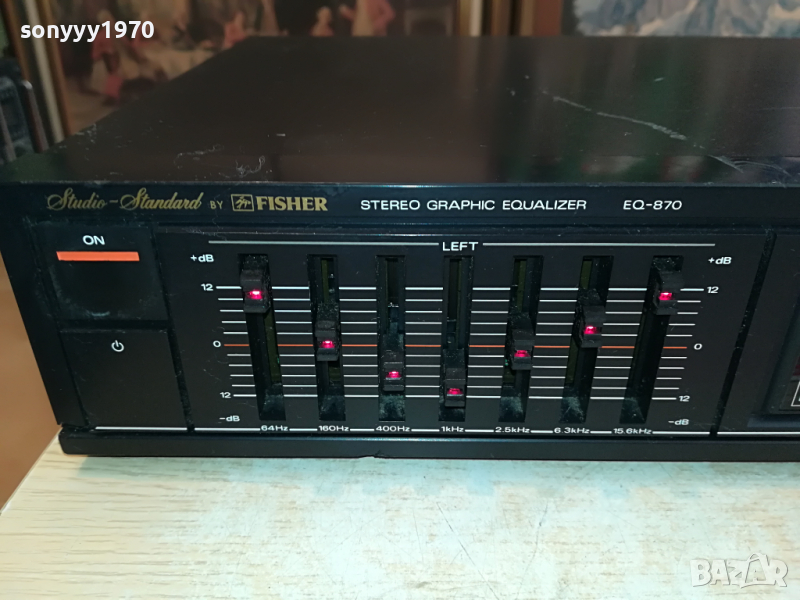 sonyyy1970
Studio-Standard BY FISHER STEREO GRAPHIC EQUALIZER EQ-870
ON
LEFT
+dB +dB
12 12
0 0
12 12
-dB -dB
64Hz 160Hz 400Hz 1kHz 2.5kHz 6.3kHz 15.6kHz
BAZAR